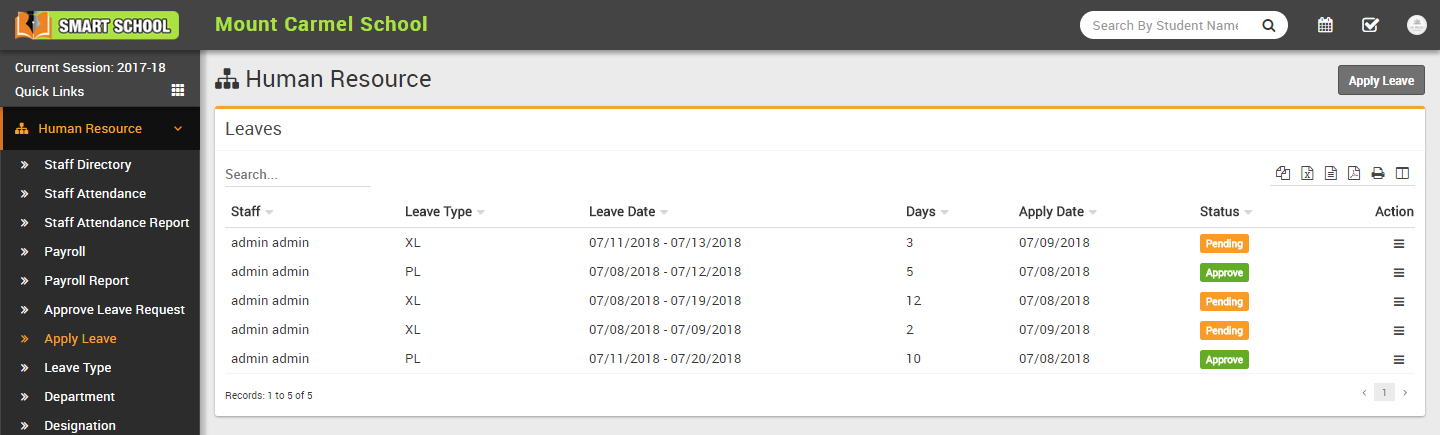 SMART SCHOOL
Mount Carmel School
Search By Student Name
Current Session: 2017-18
Quick Links
Human Resource
Staff Directory
Staff Attendance
Staff Attendance Report
Payroll
Payroll Report
Approve Leave Request
Apply Leave
Leave Type
Department
Designation
Human Resource
Apply Leave
Leaves
Search...
Staff Leave Type Leave Date Days Apply Date Status Action
admin admin XL 07/11/2018 - 07/13/2018 3 07/09/2018 Pending
admin admin PL 07/08/2018 - 07/12/2018 5 07/08/2018 Approve
admin admin XL 07/08/2018 - 07/19/2018 12 07/08/2018 Pending
admin admin XL 07/08/2018 - 07/09/2018 2 07/09/2018 Pending
admin admin PL 07/11/2018 - 07/20/2018 10 07/08/2018 Approve
Records: 1 to 5 of 5
1